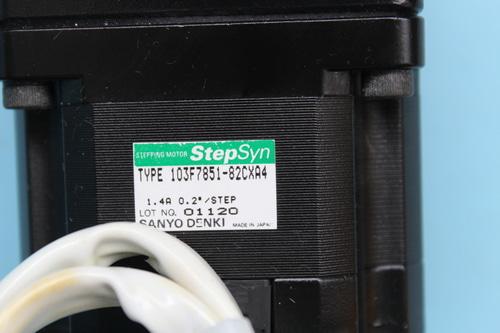 STEPPING MOTOR StepSyn
TYPE 103F7851-82CXA4
1.4A 0.2°/STEP
LOT NO. 01120
SANYO DENKI MADE IN JAPAN